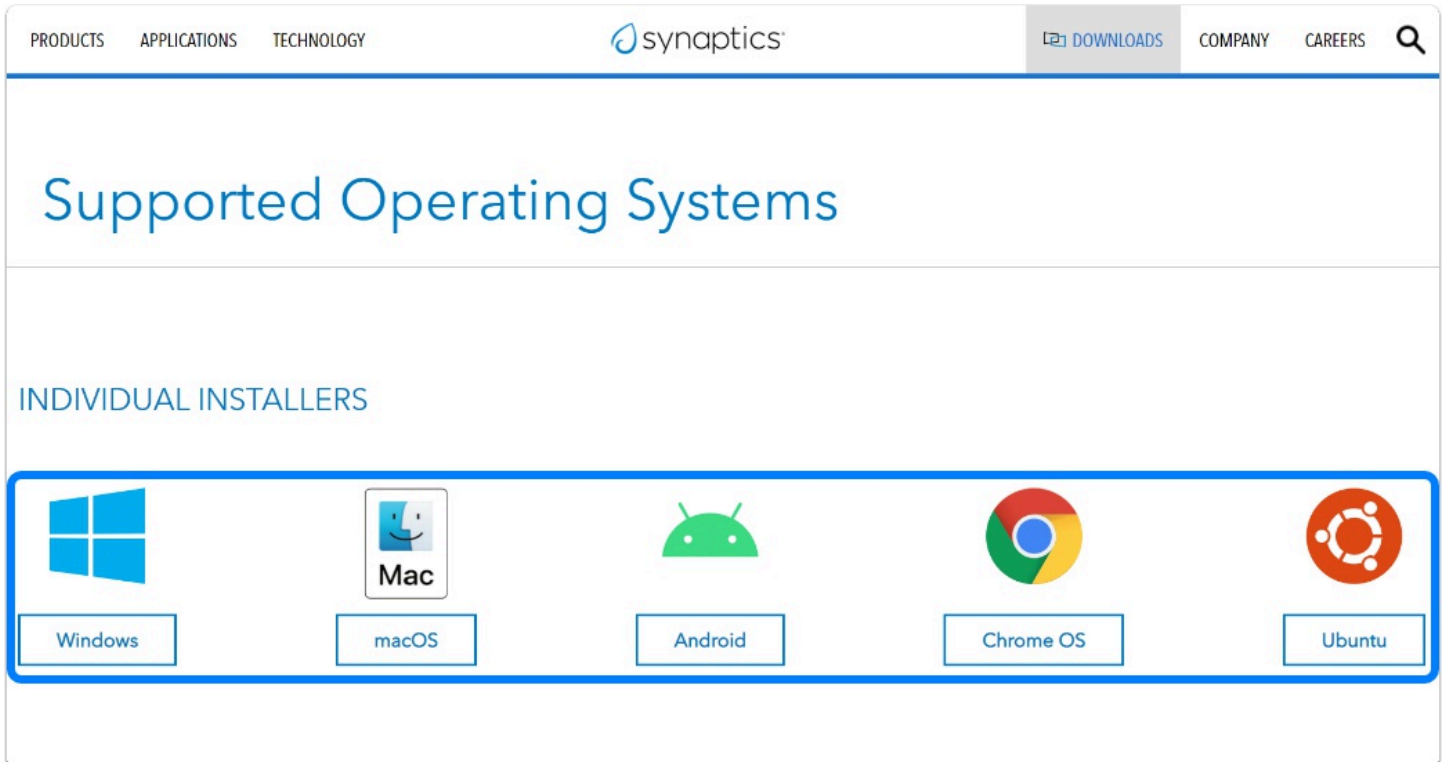 PRODUCTS APPLICATIONS TECHNOLOGY synaptics DOWNLOADS COMPANY CAREERS
Supported Operating Systems
INDIVIDUAL INSTALLERS
Mac
Windows macOS Android Chrome OS Ubuntu